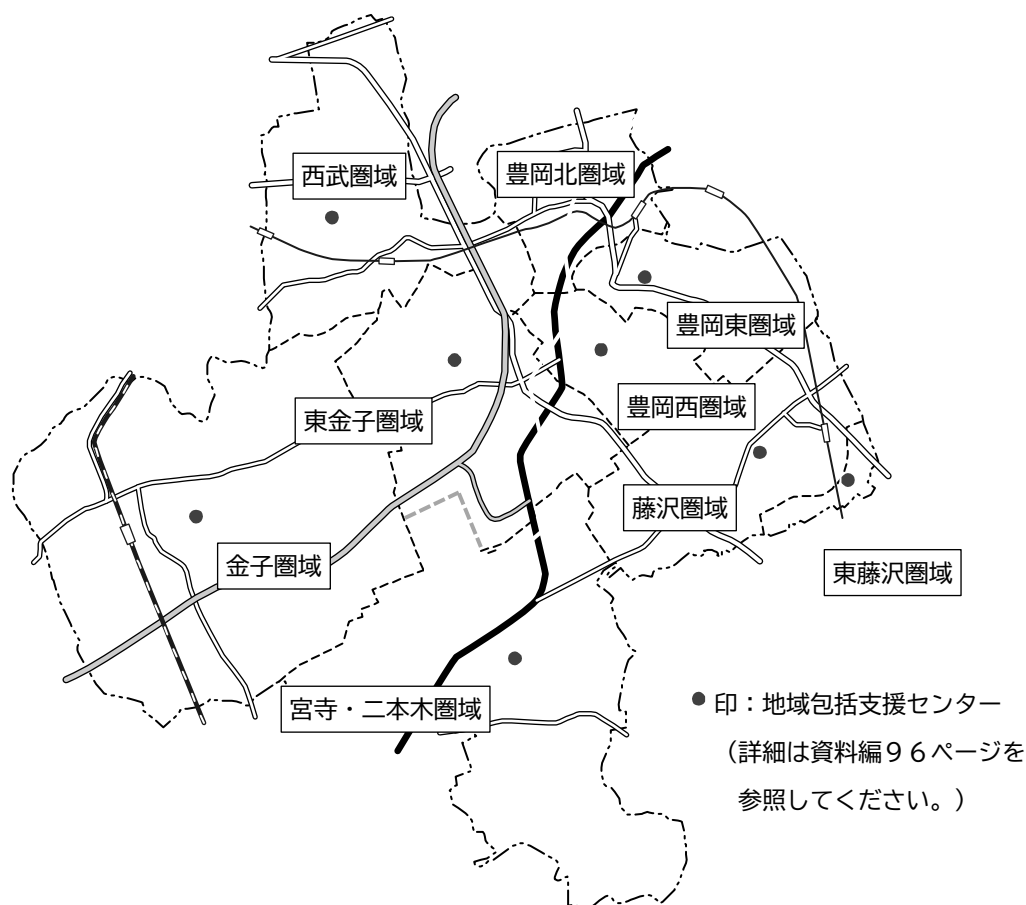 西武圏域
豊岡北圏域
豊岡東圏域
豊岡西圏域
東金子圏域
藤沢圏域
金子圏域
東藤沢圏域
宮寺・二本木圏域
●印：地域包括支援センター
（詳細は資料編９６ページを
参照してください。）